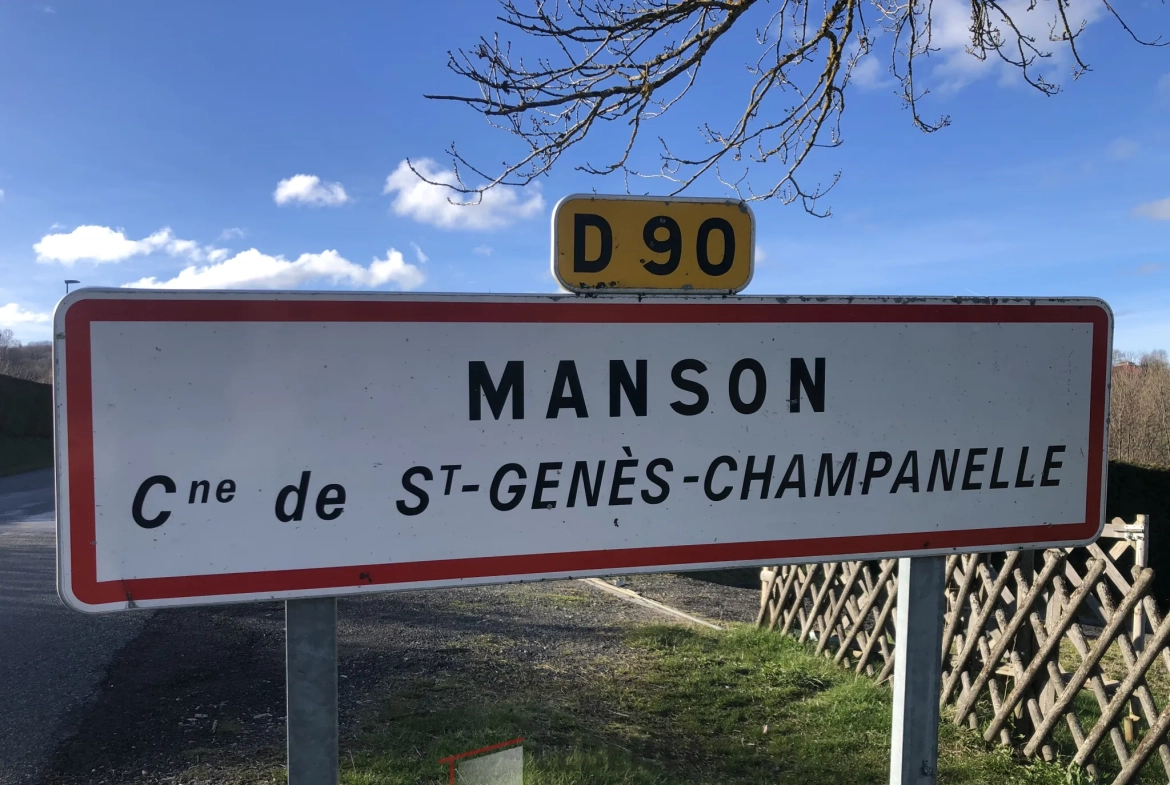 D 90
MANSON
Cne de ST-GENÈS-CHAMPANELLE